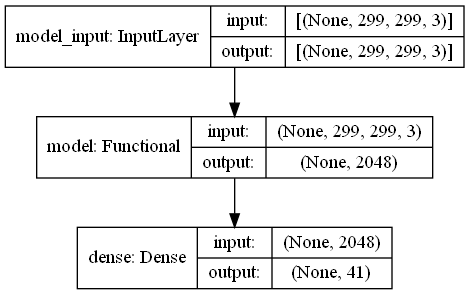 model_input: InputLayer
input: [(None, 299, 299, 3)]
output: [(None, 299, 299, 3)]
model: Functional
input: (None, 299, 299, 3)
output: (None, 2048)
dense: Dense
input: (None, 2048)
output: (None, 41)